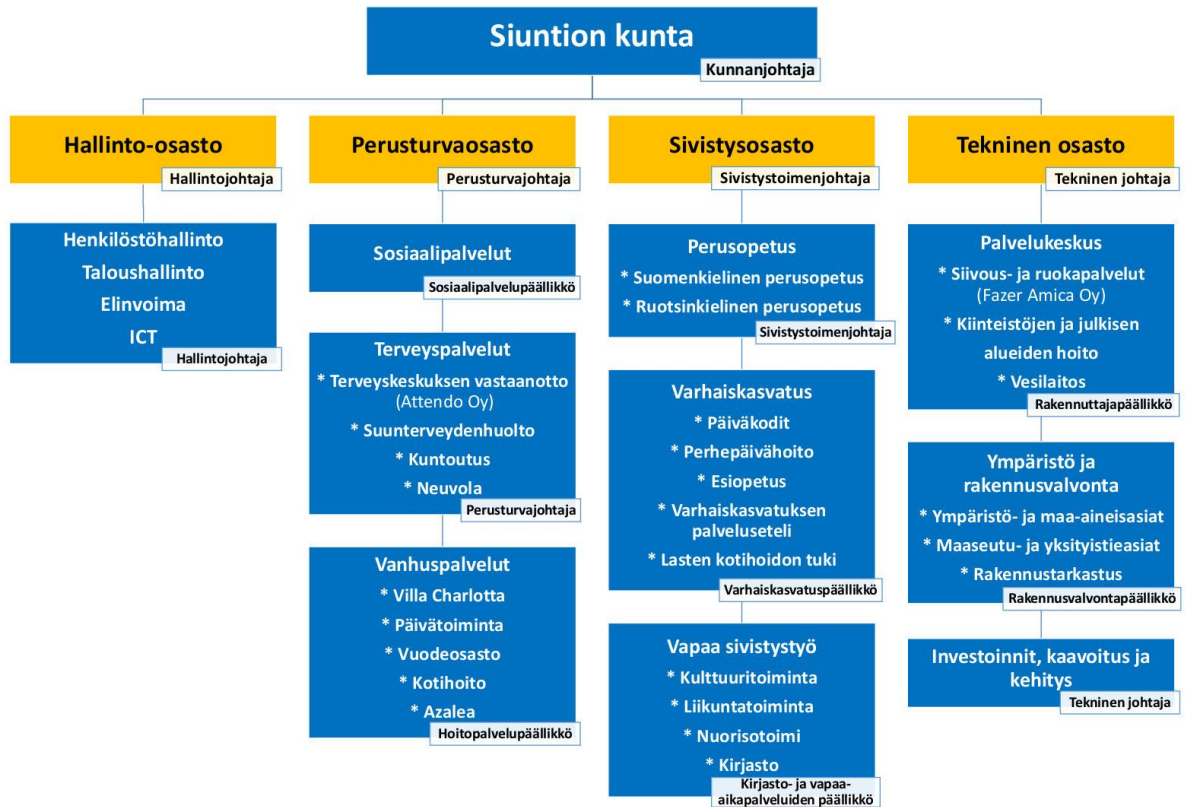 Siuntion kunta
Kunnanjohtaja
Hallinto-osasto
Hallintojohtaja
Henkilöstöhallinto
Taloushallinto
Elinvoima
ICT
Hallintojohtaja
Perusturvaosasto
Perusturvajohtaja
Sosiaalipalvelut
Sosiaalipalvelupäällikkö
Terveyspalvelut
* Terveyskeskuksen vastaanotto
(Attendo Oy)
* Suunterveydenhuolto
* Kuntoutus
* Neuvola
Perusturvajohtaja
Vanhuspalvelut
* Villa Charlotta
* Päivätoiminta
* Vuodeosasto
* Kotihoito
* Azalea
Hoitopalvelupäällikkö
Sivistysosasto
Sivistystoimenjohtaja
Perusopetus
* Suomenkielinen perusopetus
* Ruotsinkielinen perusopetus
Sivistystoimenjohtaja
Varhaiskasvatus
* Päiväkodit
* Perhepäivähoito
* Esiopetus
* Varhaiskasvatuksen
palveluseteli
* Lasten kotihoidon tuki
Varhaiskasvatuspäällikkö
Vapaa sivistystyö
* Kulttuuritoiminta
* Liikuntatoiminta
* Nuorisotoimi
* Kirjasto
Kirjasto- ja vapaa-
aikapalveluiden päällikkö
Tekninen osasto
Tekninen johtaja
Palvelukeskus
* Siivous- ja ruokapalvelut
(Fazer Amica Oy)
* Kiinteistöjen ja julkisen
alueiden hoito
* Vesilaitos
Rakennuttajapäällikkö
Ympäristö ja
rakennusvalvonta
* Ympäristö- ja maa-aineisasiat
* Maaseutu- ja yksityistieasiat
* Rakennustarkastus
Rakennusvalvontapäällikkö
Investoinnit, kaavoitus ja
kehitys
Tekninen johtaja